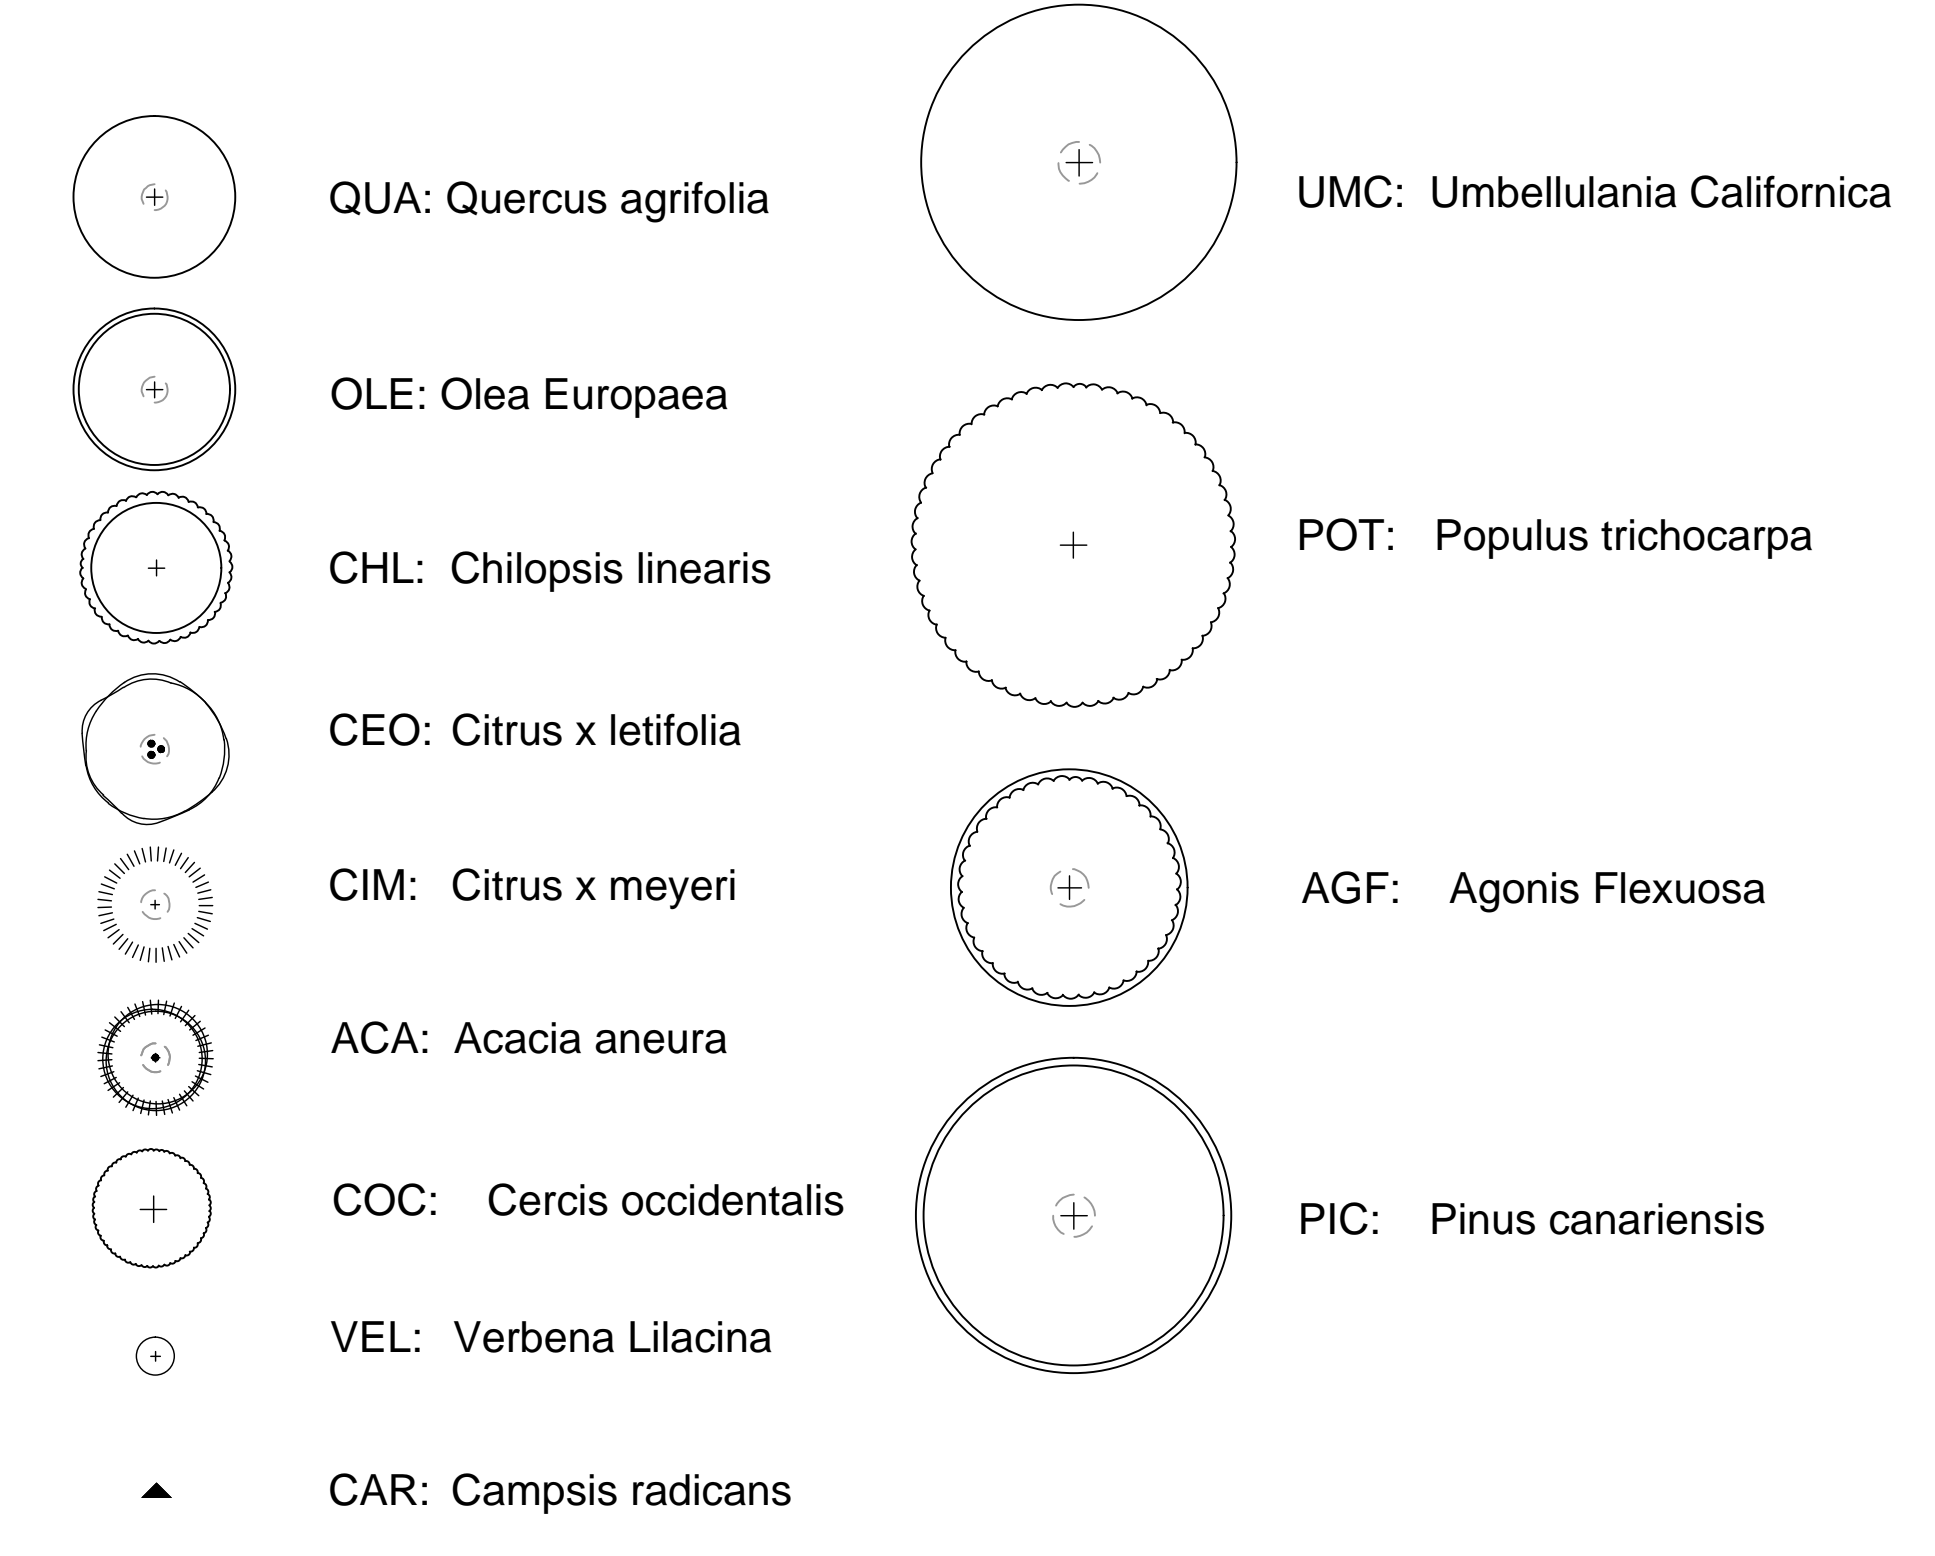 QUA: Quercus agrifolia
OLE: Olea Europaea
CHL: Chilopsis linearis
CEO: Citrus x letifolia
CIM: Citrus x meyeri
ACA: Acacia aneura
COC: Cercis occidentalis
VEL: Verbena Lilacina
CAR: Campsis radicans
UMC: Umbellulania Californica
POT: Populus trichocarpa
AGF: Agonis Flexuosa
PIC: Pinus canariensis